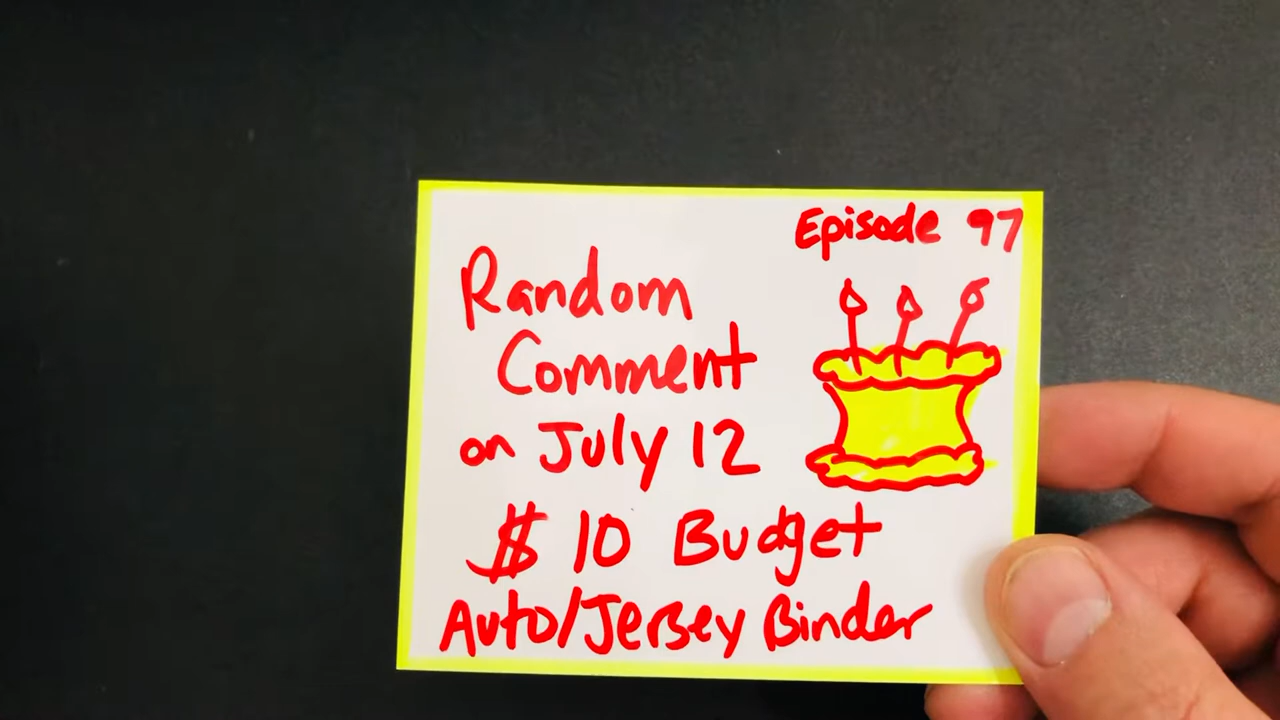 Episode 97
Random
Comment
on July 12
$ 10 Budget
Auto/Jersey Binder